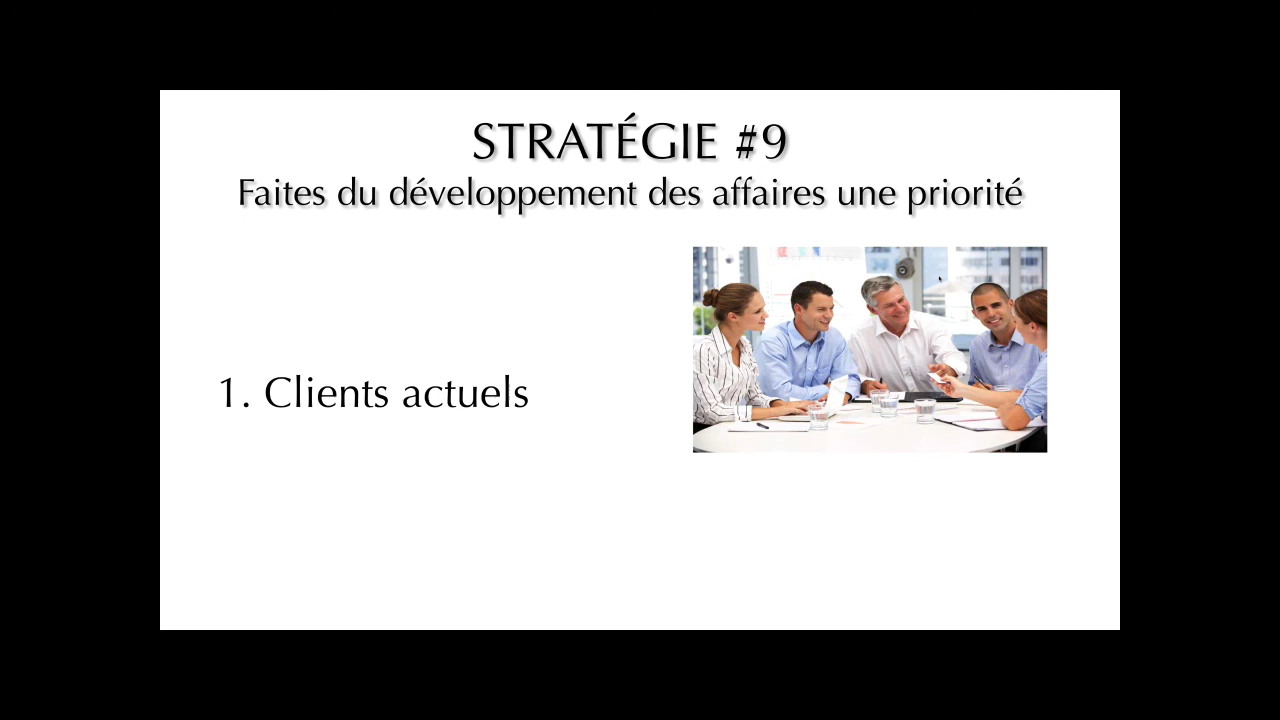 STRATÉGIE #9
Faites du développement des affaires une priorité
1. Clients actuels